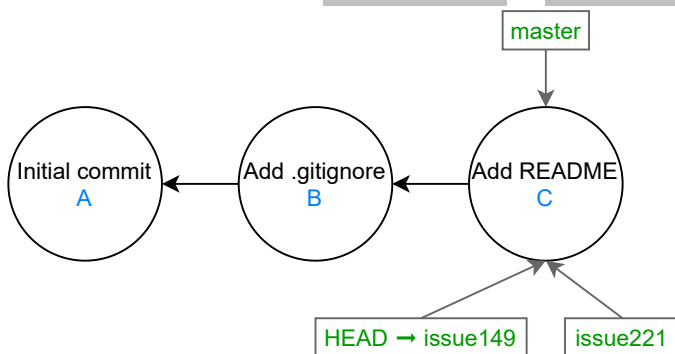 master
Initial commit
A
Add .gitignore
B
Add README
C
HEAD → issue149
issue221